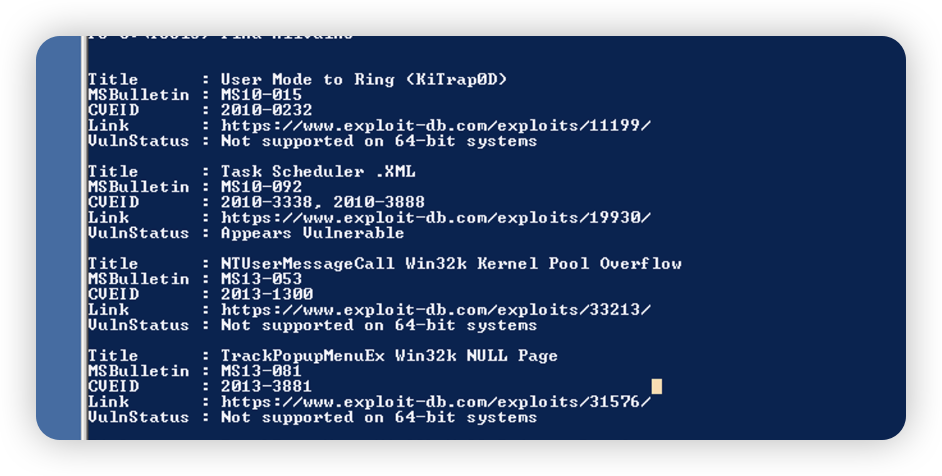 Title : User Mode to Ring (KiTrap0D)
MSBulletin : MS10-015
CVEID : 2010-0232
Link : https://www.exploit-db.com/exploits/11199/
VulnStatus : Not supported on 64-bit systems
Title : Task Scheduler .XML
MSBulletin : MS10-092
CVEID : 2010-3338, 2010-3888
Link : https://www.exploit-db.com/exploits/19930/
VulnStatus : Appears Vulnerable
Title : NTUserMessageCall Win32k Kernel Pool Overflow
MSBulletin : MS13-053
CVEID : 2013-1300
Link : https://www.exploit-db.com/exploits/33213/
VulnStatus : Not supported on 64-bit systems
Title : TrackPopupMenuEx Win32k NULL Page
MSBulletin : MS13-081
CVEID : 2013-3881
Link : https://www.exploit-db.com/exploits/31576/
VulnStatus : Not supported on 64-bit systems